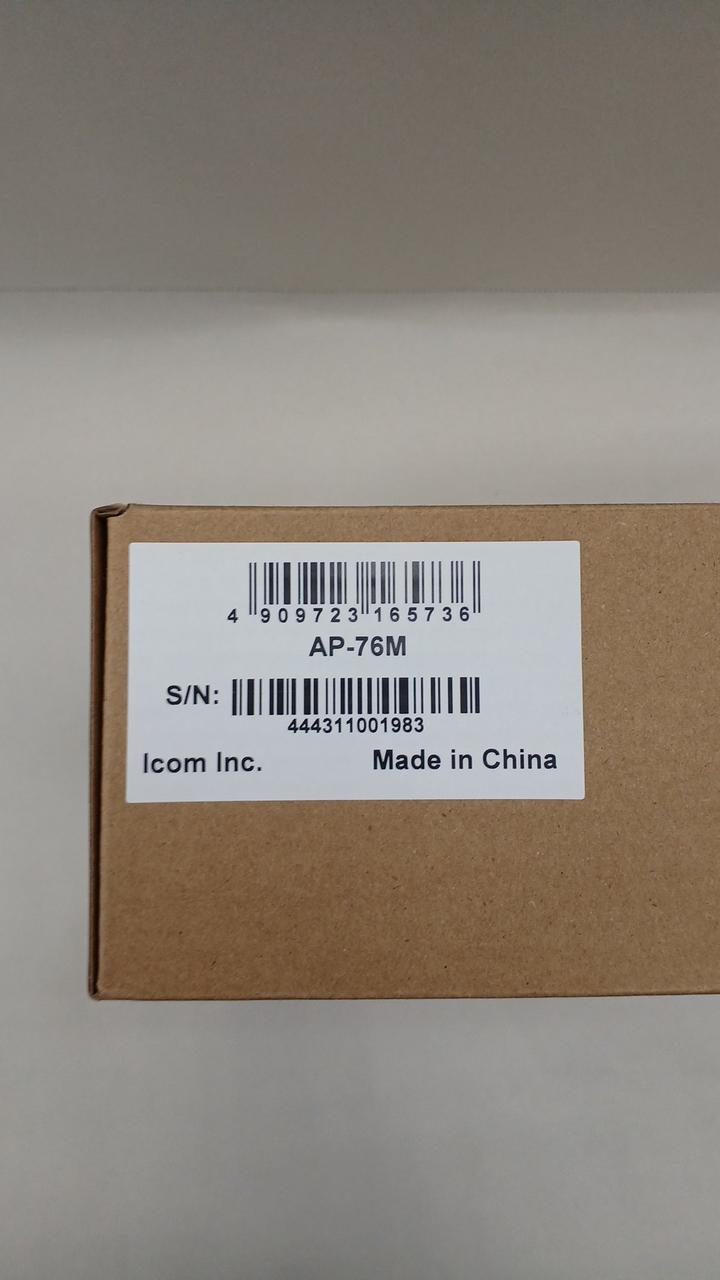 4 909723 165736
AP-76M
S/N:
444311001983
Icom Inc. Made in China